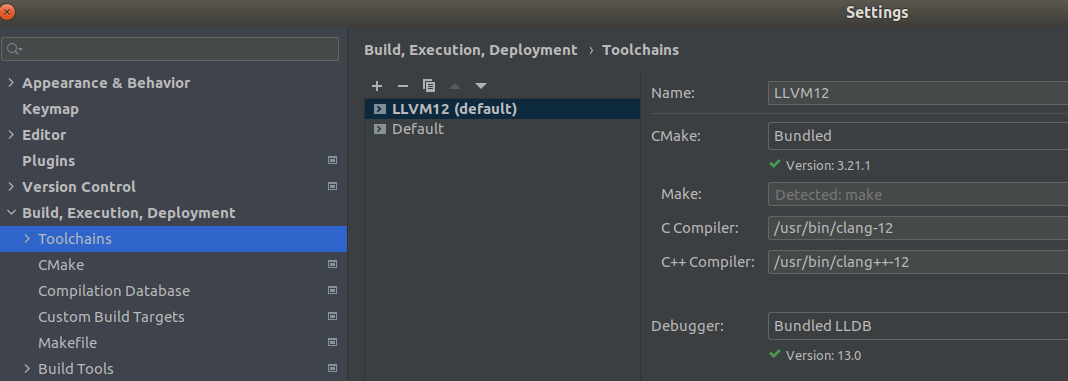 Settings
Build, Execution, Deployment › Toolchains
Appearance & Behavior
Keymap
Editor
Plugins
Version Control
Build, Execution, Deployment
Toolchains
CMake
Compilation Database
Custom Build Targets
Makefile
Build Tools
LLVM12 (default)
Default
Name: LLVM12
CMake: Bundled
Version: 3.21.1
Make: Detected: make
C Compiler: /usr/bin/clang-12
C++ Compiler: /usr/bin/clang++-12
Debugger: Bundled LLDB
Version: 13.0